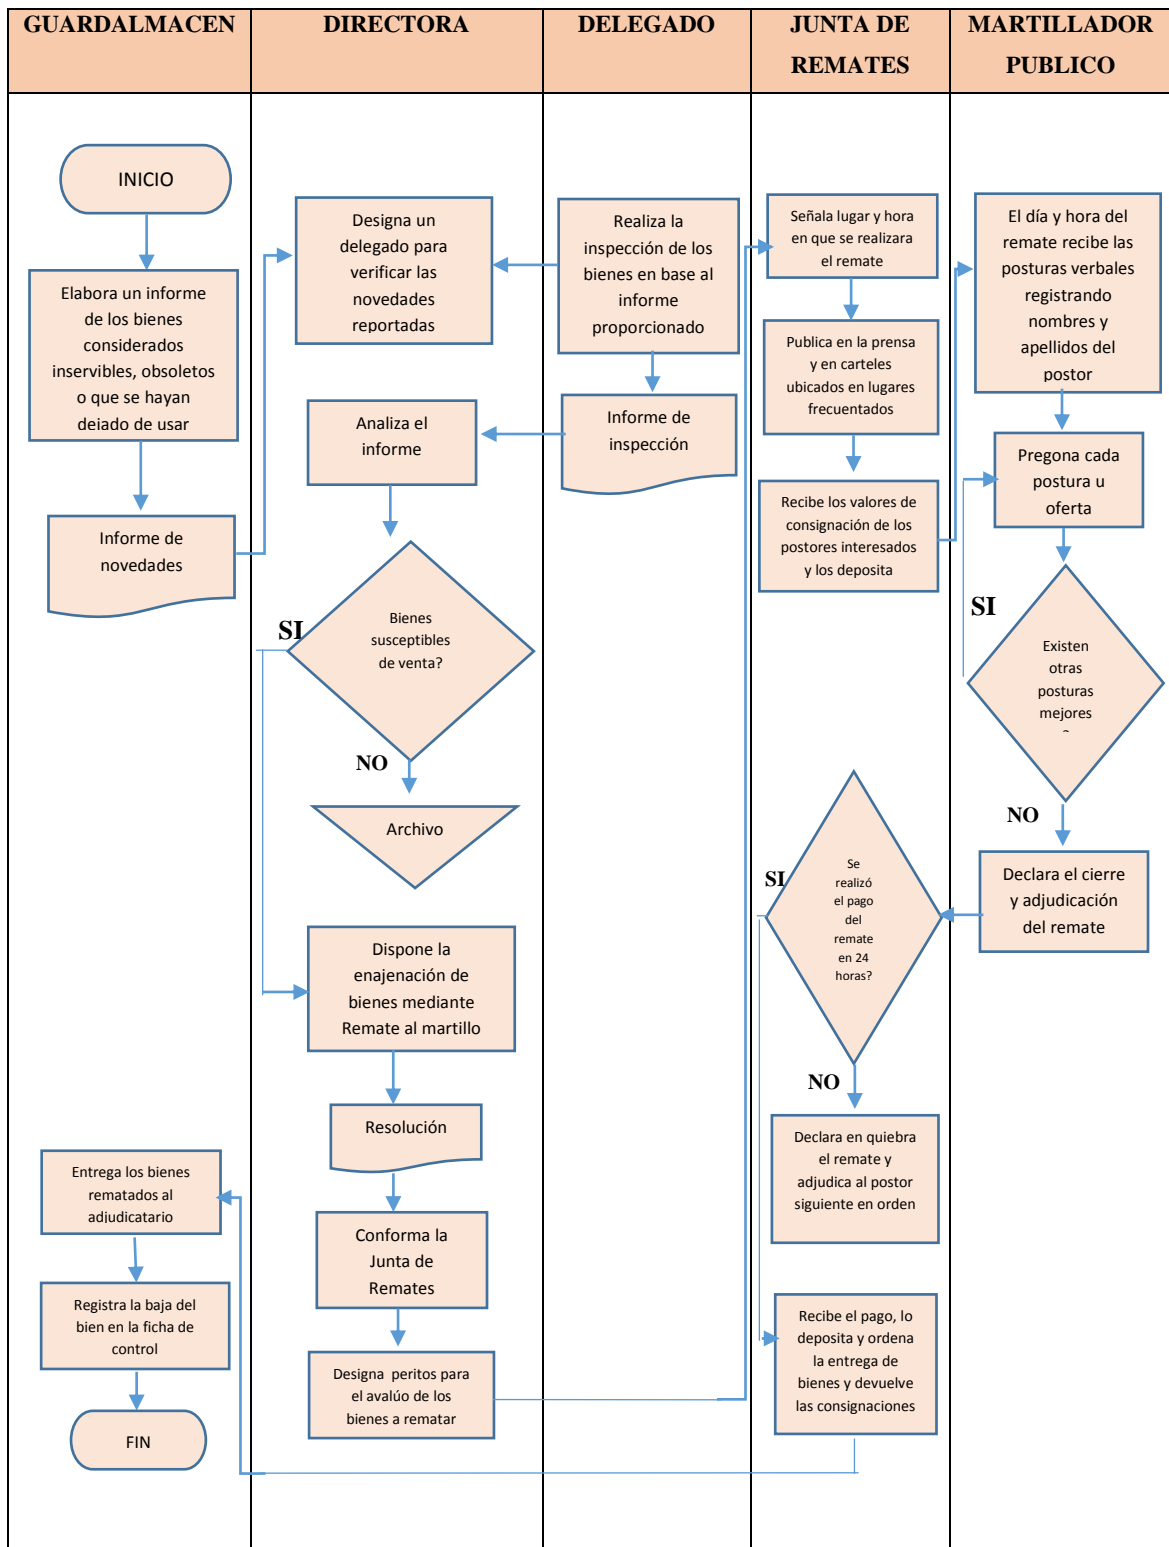 GUARDALMACEN
DIRECTORA
DELEGADO
JUNTA DE
REMATES
MARTILLADOR
PUBLICO
INICIO
Elabora un informe
de los bienes
considerados
inservibles, obsoletos
o que se hayan
dejado de usar
Informe de
novedades
Entrega los bienes
rematados al
adjudicatario
Registra la baja del
bien en la ficha de
control
FIN
Designa un
delegado para
verificar las
novedades
reportadas
Analiza el
informe
Bienes
susceptibles
de venta?
SI
NO
Archivo
Dispone la
enajenación de
bienes mediante
Remate al martillo
Resolución
Conforma la
Junta de
Remates
Designa peritos para
el avalúo de los
bienes a rematar
Realiza la
inspección de los
bienes en base al
informe
proporcionado
Informe de
inspección
Señala lugar y hora
en que se realizara
el remate
Publica en la prensa
y en carteles
ubicados en lugares
frecuentados
Recibe los valores de
consignación de los
postores interesados
y los deposita
Se
realizó
el pago
del
remate
en 24
horas?
SI
NO
Declara en quiebra
el remate y
adjudica al postor
siguiente en orden
Recibe el pago, lo
deposita y ordena
la entrega de
bienes y devuelve
las consignaciones
El día y hora del
remate recibe las
posturas verbales
registrando
nombres y
apellidos del
postor
Pregona cada
postura u
oferta
SI
Existen
otras
posturas
mejores
?
NO
Declara el cierre
y adjudicación
del remate